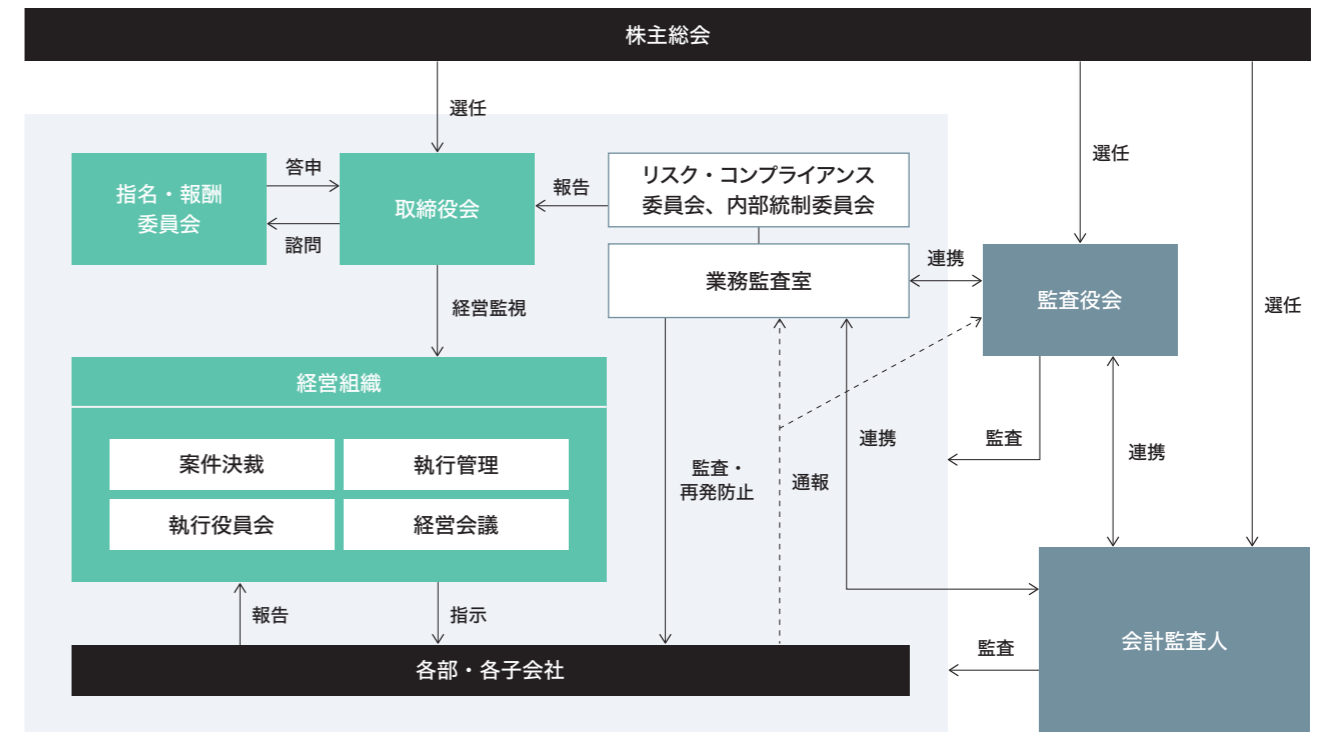 株主総会
選任
選任
選任
指名・報酬
委員会
答申
諮問
取締役会
報告
リスク・コンプライアンス
委員会、内部統制委員会
業務監査室
連携
監査役会
経営監視
経営組織
案件決裁
執行管理
執行役員会
経営会議
監査・
再発防止
通報
連携
監査
連携
報告
指示
各部・各子会社
監査
会計監査人